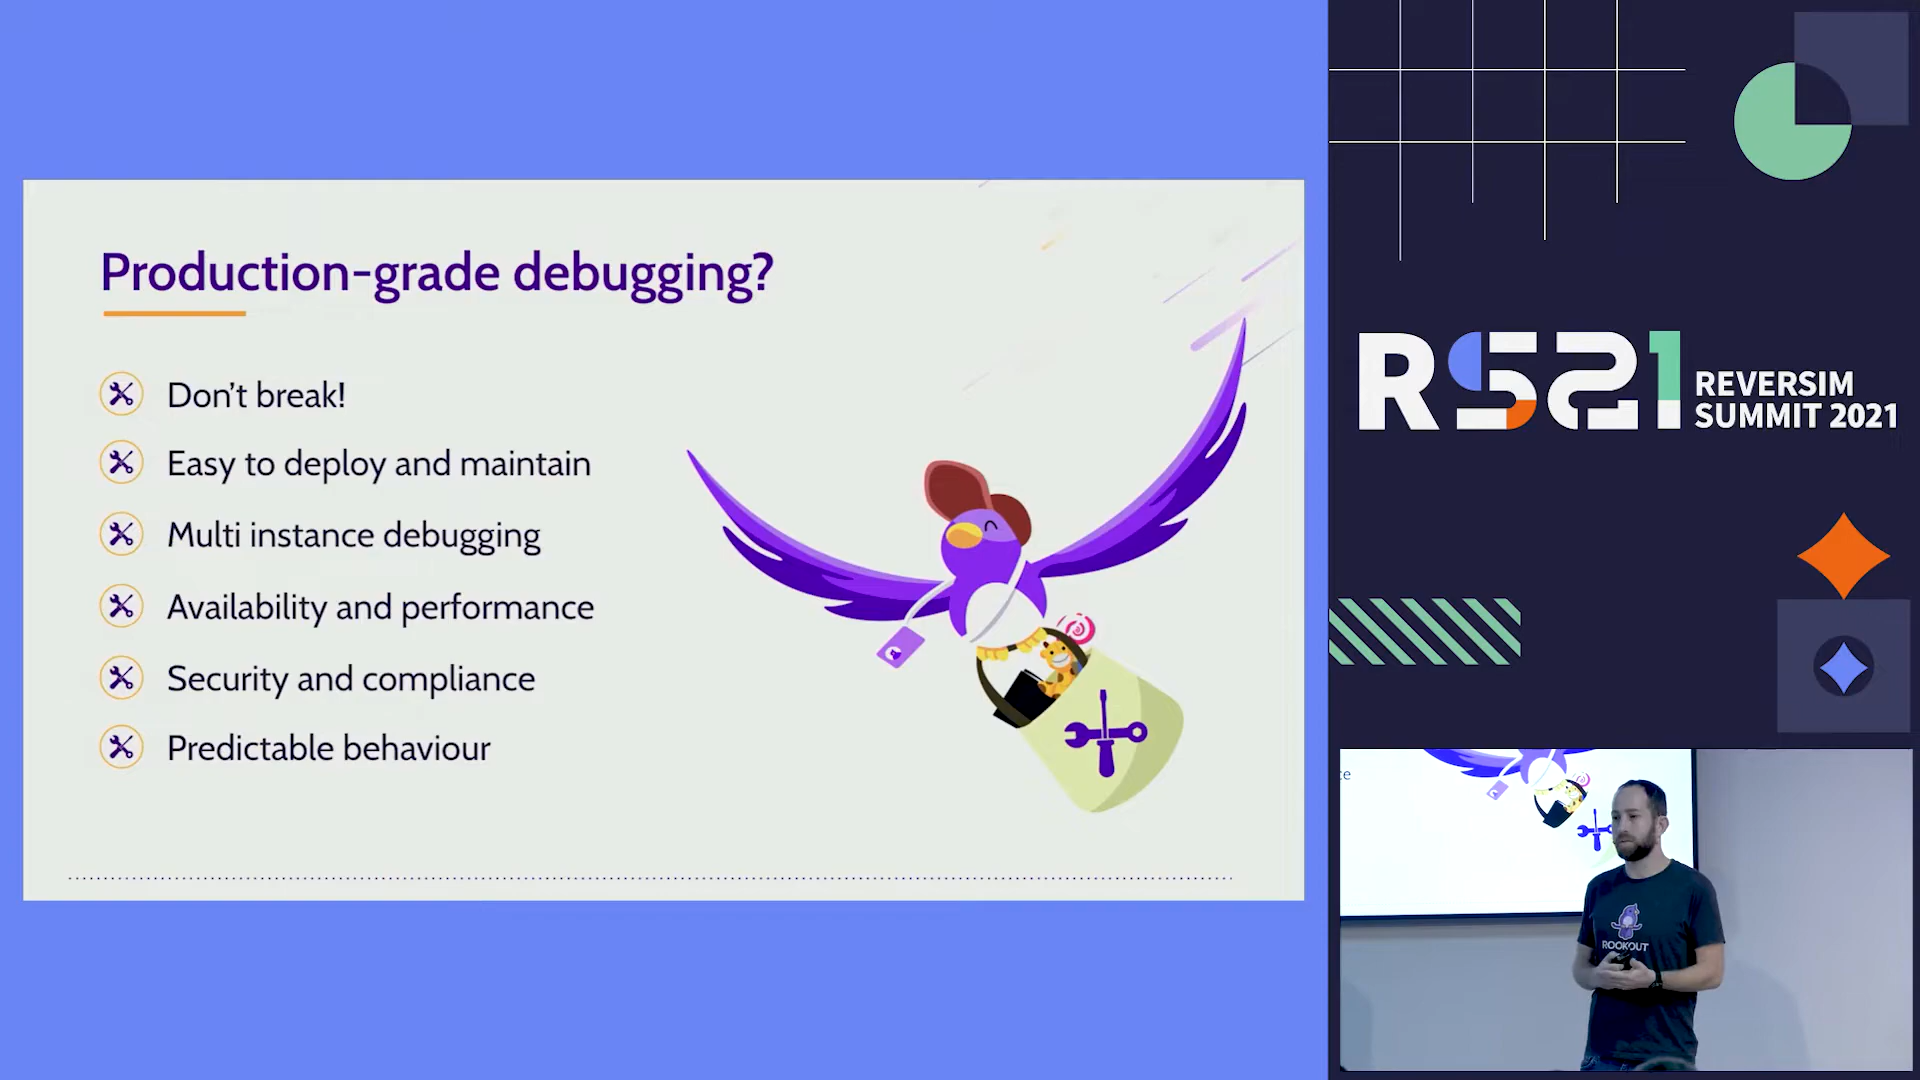 Production-grade debugging?
Don't break!
Easy to deploy and maintain
Multi instance debugging
Availability and performance
Security and compliance
Predictable behaviour
RS21
REVERSIM
SUMMIT 2021
ce
ROOKOUT